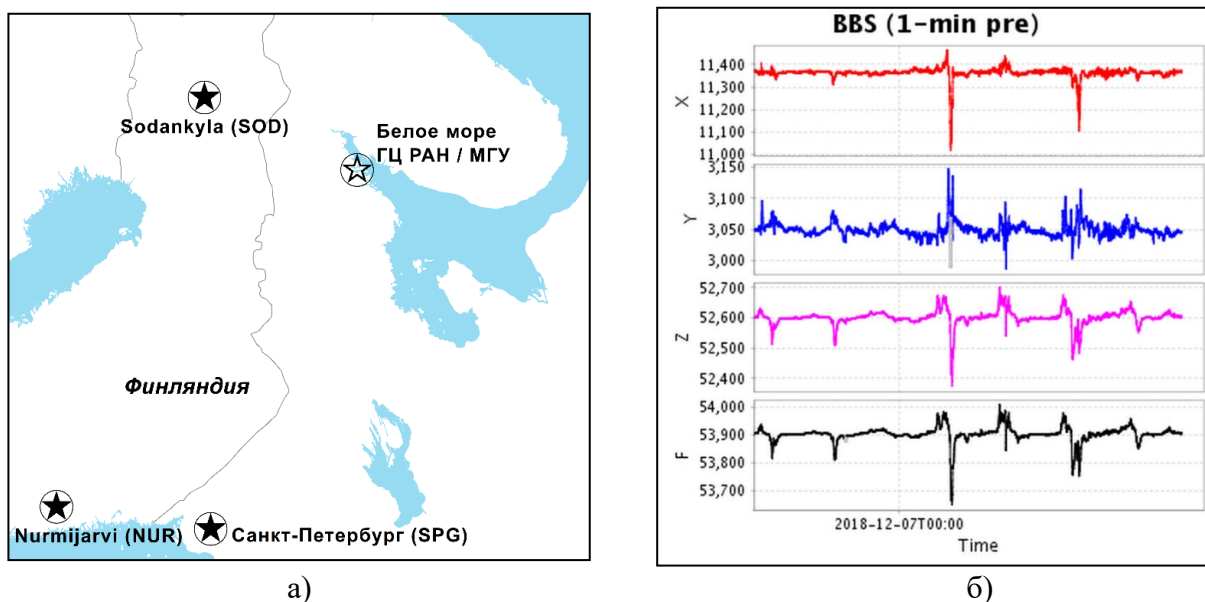 Sodankyla (SOD)
Белое море
ГЦ РАН / МГУ
Финляндия
Nurmijarvi (NUR)
Санкт-Петербург (SPG)
а)
BBS (1-min pre)
11,400
11,300
11,200
11,100
11,000
X
3,150
3,100
3,050
3,000
Y
52,700
52,600
52,500
52,400
Z
54,000
53,900
53,800
53,700
F
2018-12-07T00:00
Time
б)